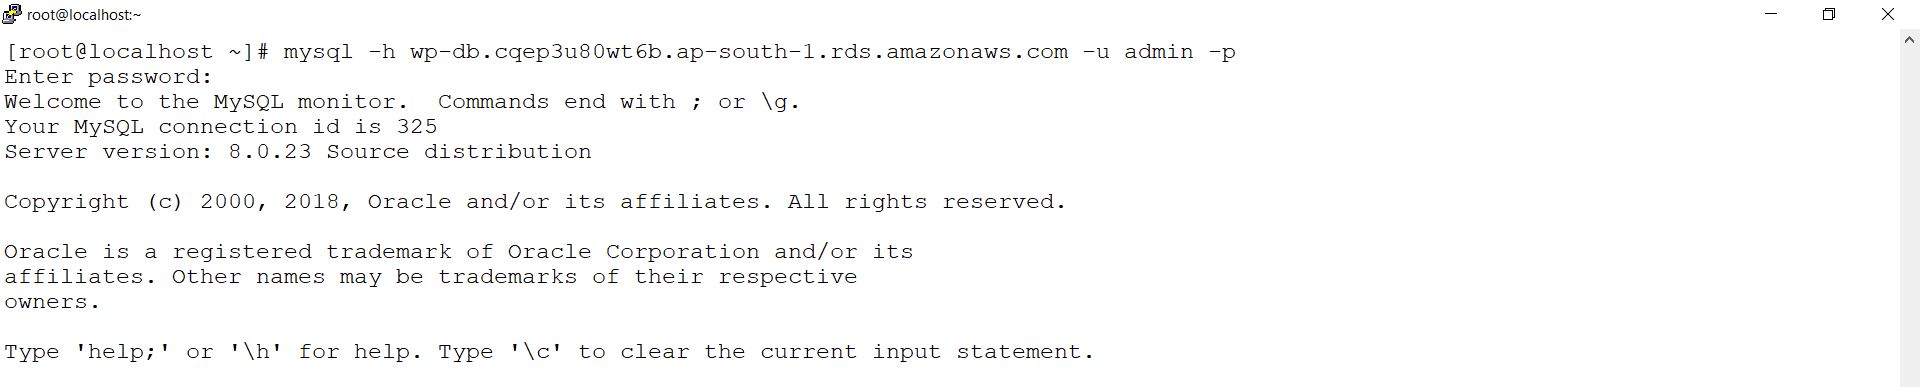 root@localhost:~
[root@localhost ~]# mysql -h wp-db.cqep3u80wt6b.ap-south-1.rds.amazonaws.com -u admin -p
Enter password:
Welcome to the MySQL monitor.  Commands end with ; or \g.
Your MySQL connection id is 325
Server version: 8.0.23 Source distribution
Copyright (c) 2000, 2018, Oracle and/or its affiliates. All rights reserved.
Oracle is a registered trademark of Oracle Corporation and/or its
affiliates. Other names may be trademarks of their respective
owners.
Type 'help;' or '\h' for help. Type '\c' to clear the current input statement.